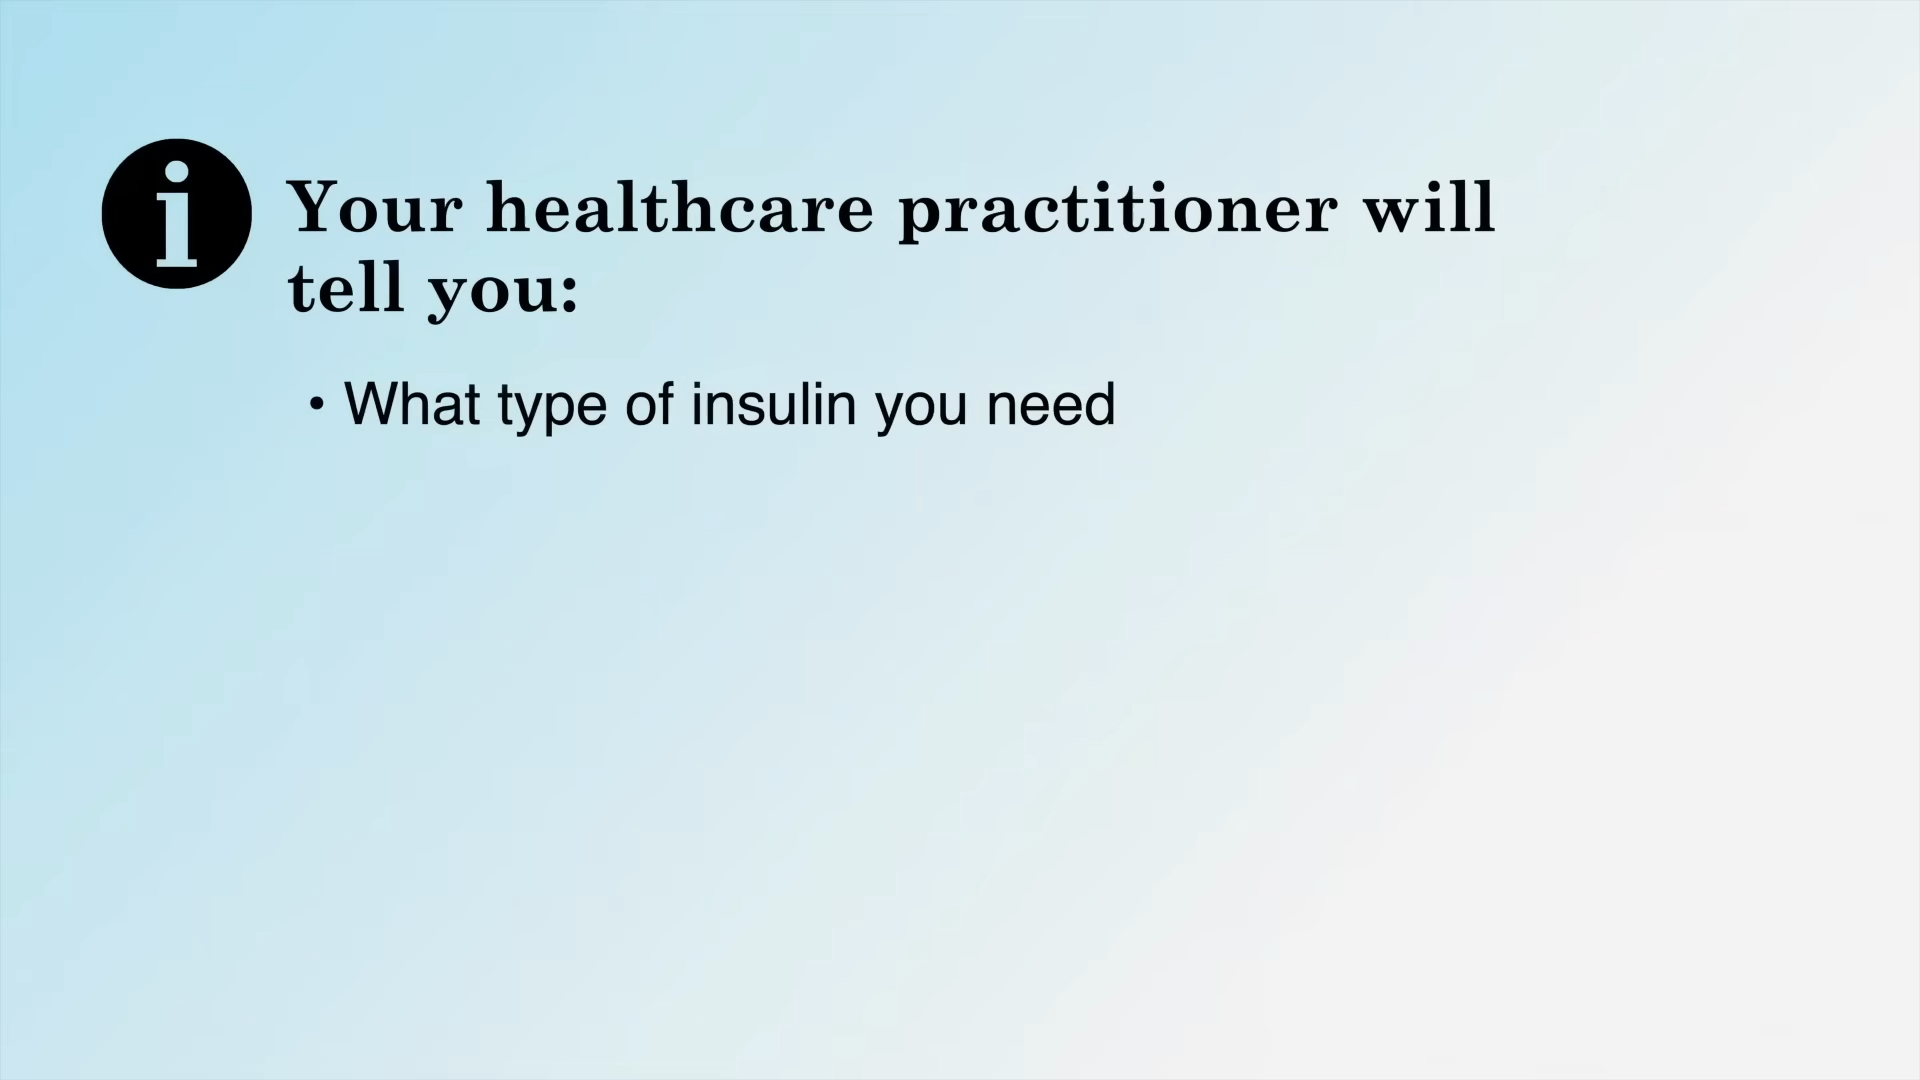 Your healthcare practitioner will
tell you:
• What type of insulin you need